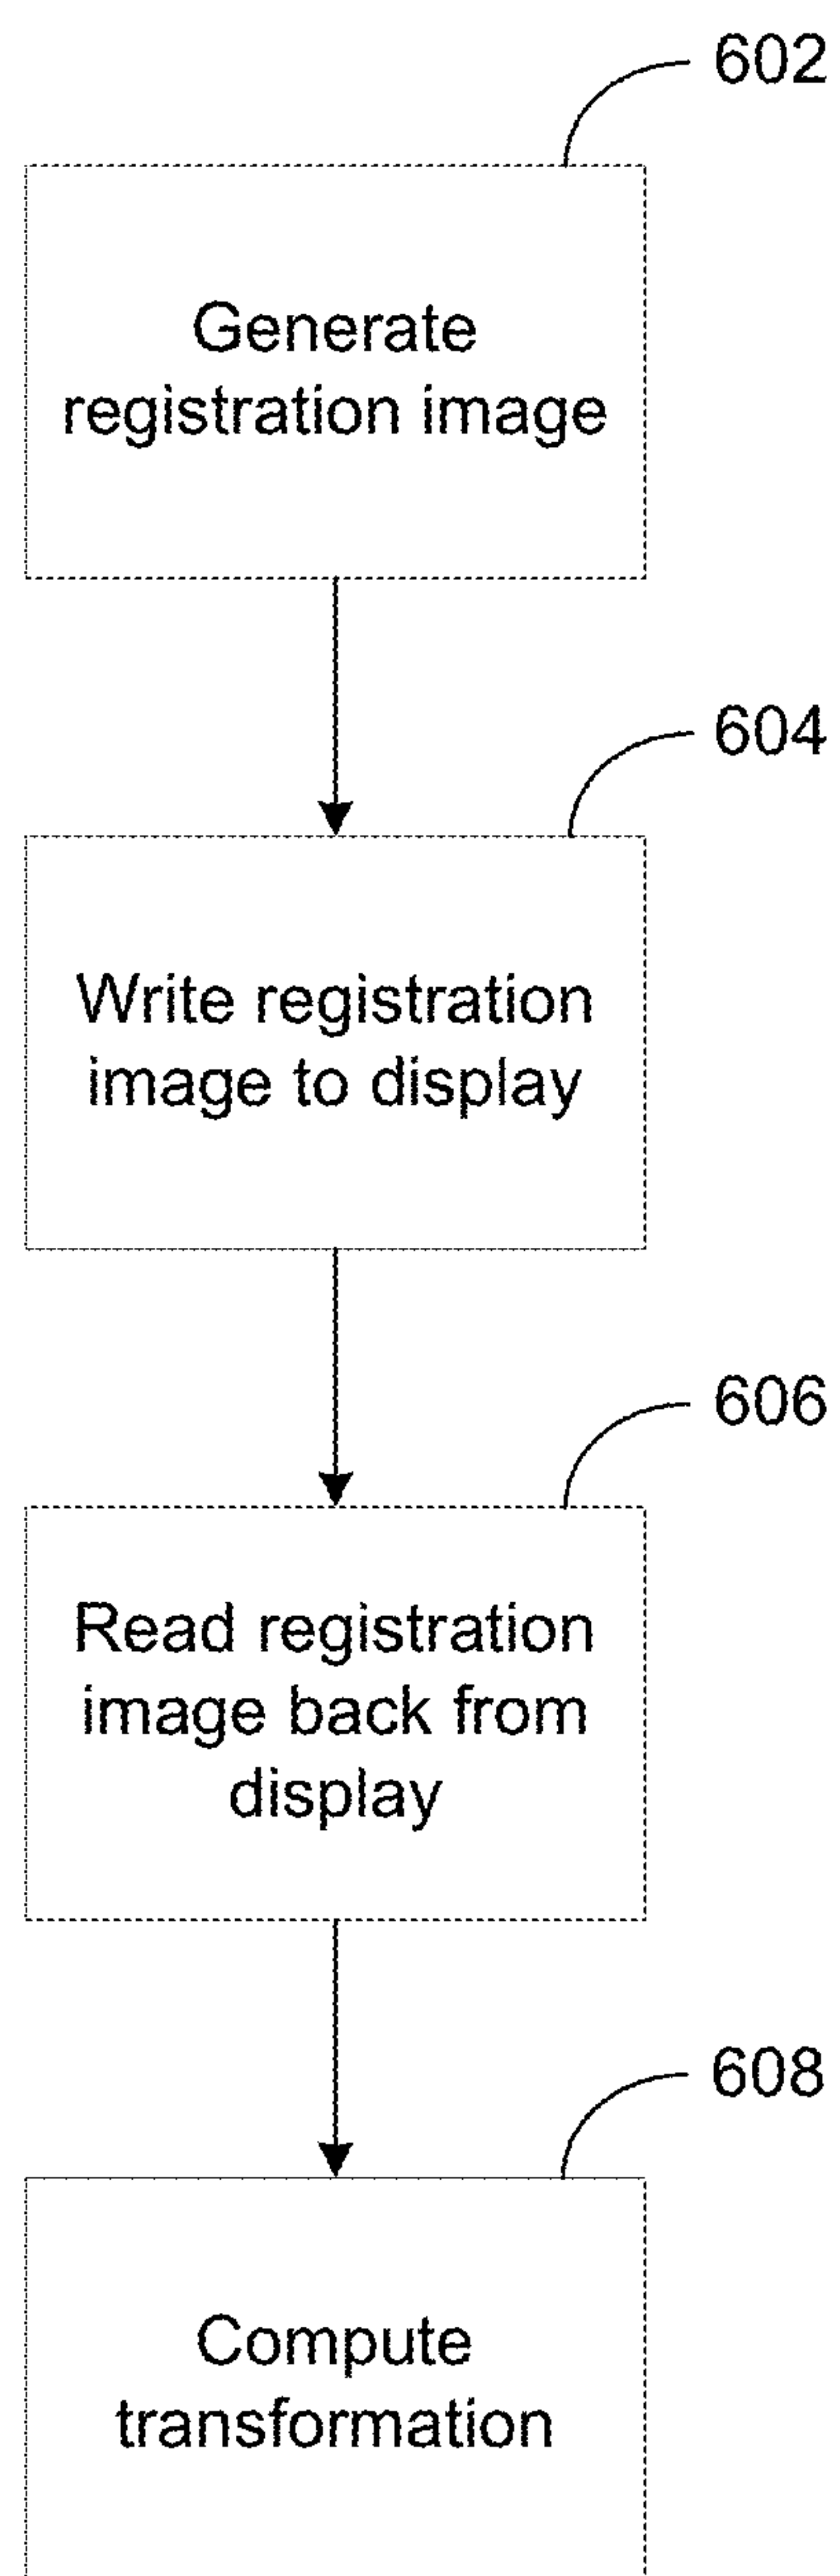 602
Generate
registration image
604
Write registration
image to display
606
Read registration
image back from
display
608
Compute
transformation